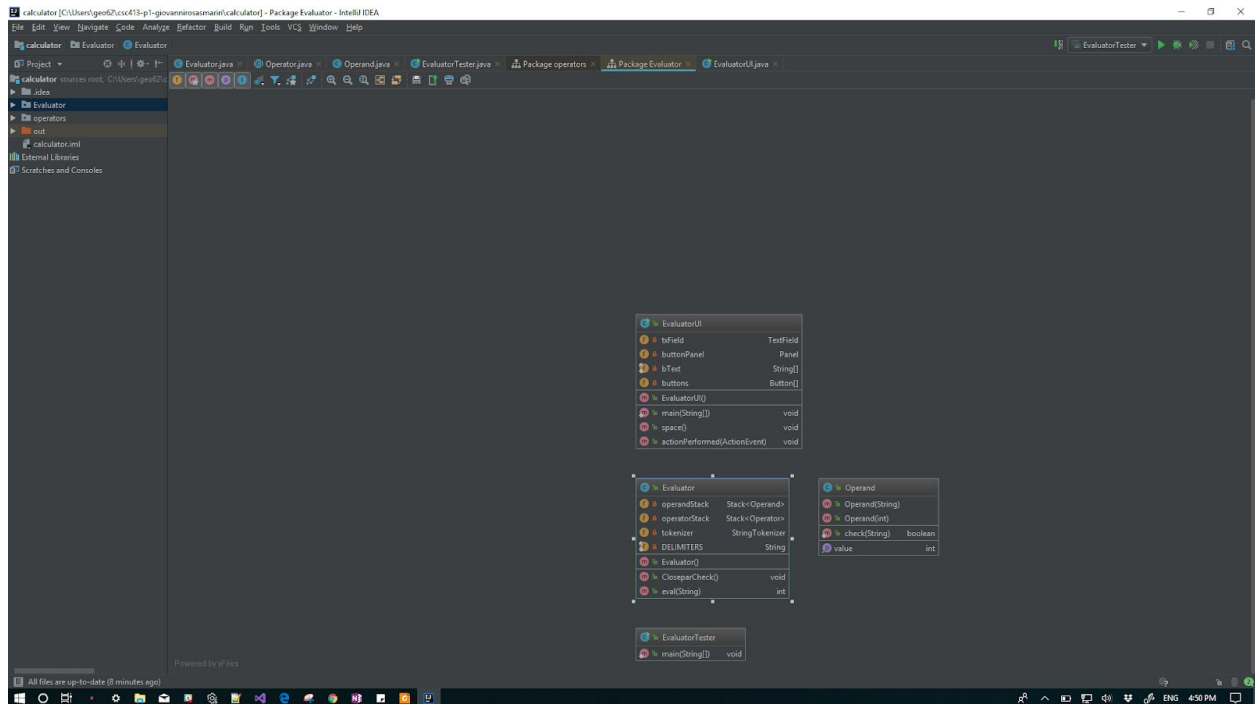 calculator [C:\Users\geo62\csc413-p1-giovannirosasmarin\calculator] - Package Evaluator - IntelliJ IDEA
File Edit View Navigate Code Analyze Refactor Build Run Tools VCS Window Help
calculator Evaluator Evaluator
EvaluatorTester
Project
Evaluator.java Operator.java Operand.java EvaluatorTester.java Package operators Package Evaluator EvaluatorUI.java
calculator sources root, C:\Users\geo62\c
.idea
Evaluator
operators
out
calculator.iml
External Libraries
Scratches and Consoles
EvaluatorUI
txField TextField
buttonPanel Panel
bText String[]
buttons Button[]
EvaluatorUI()
main(String[]) void
space() void
actionPerformed(ActionEvent) void
Evaluator
operandStack Stack<Operand>
operatorStack Stack<Operator>
tokenizer StringTokenizer
DELIMITERS String
Evaluator()
CloseparCheck() void
eval(String) int
Operand
Operand(String)
Operand(int)
check(String) boolean
value int
EvaluatorTester
main(String[]) void
Powered by yFiles
All files are up-to-date (8 minutes ago)
ENG 4:50 PM